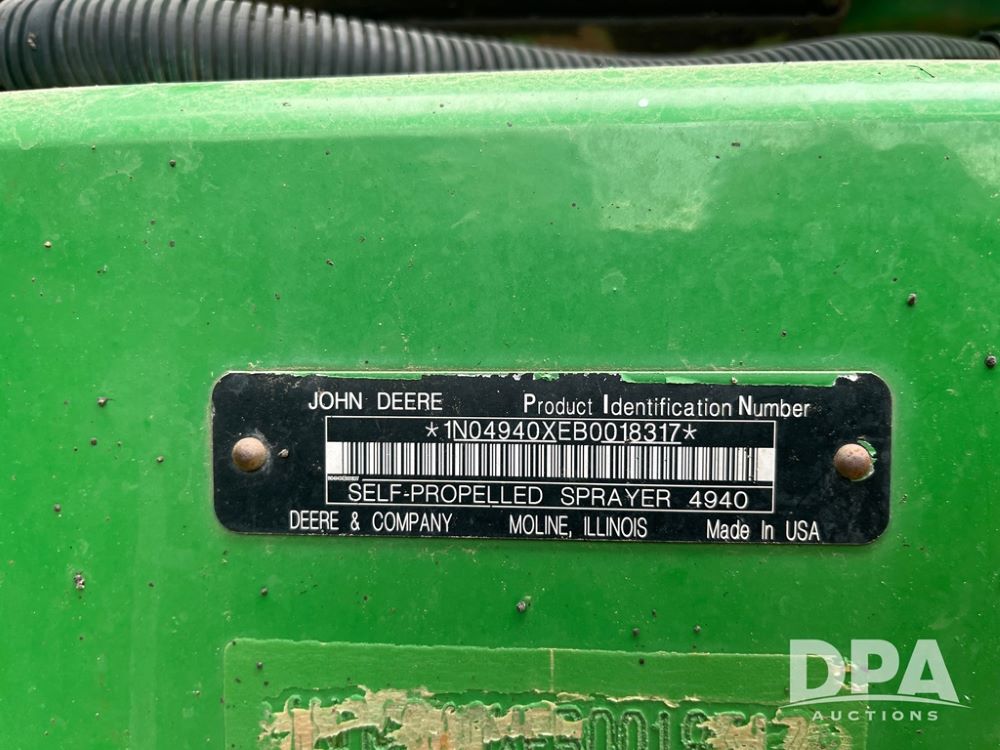 JOHN DEERE Product Identification Number
*1N04940XEB0018317*
SELF-PROPELLED SPRAYER 4940
DEERE & COMPANY MOLINE, ILLINOIS Made In USA
DPA
AUCTIONS